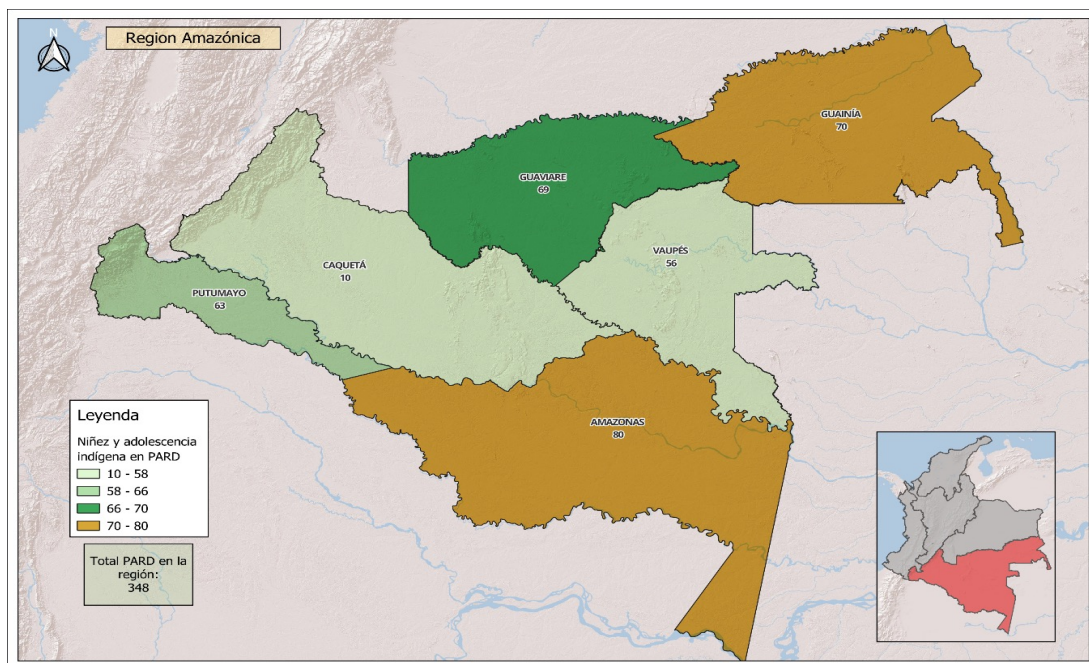 Region Amazónica
N
GUAINÍA
70
GUAVIARE
69
VAUPÉS
56
CAQUETÁ
10
PUTUMAYO
63
AMAZONAS
80
Leyenda
Niñez y adolescencia
indígena en PARD
10 - 58
58 - 66
66 - 70
70 - 80
Total PARD en la
región:
348